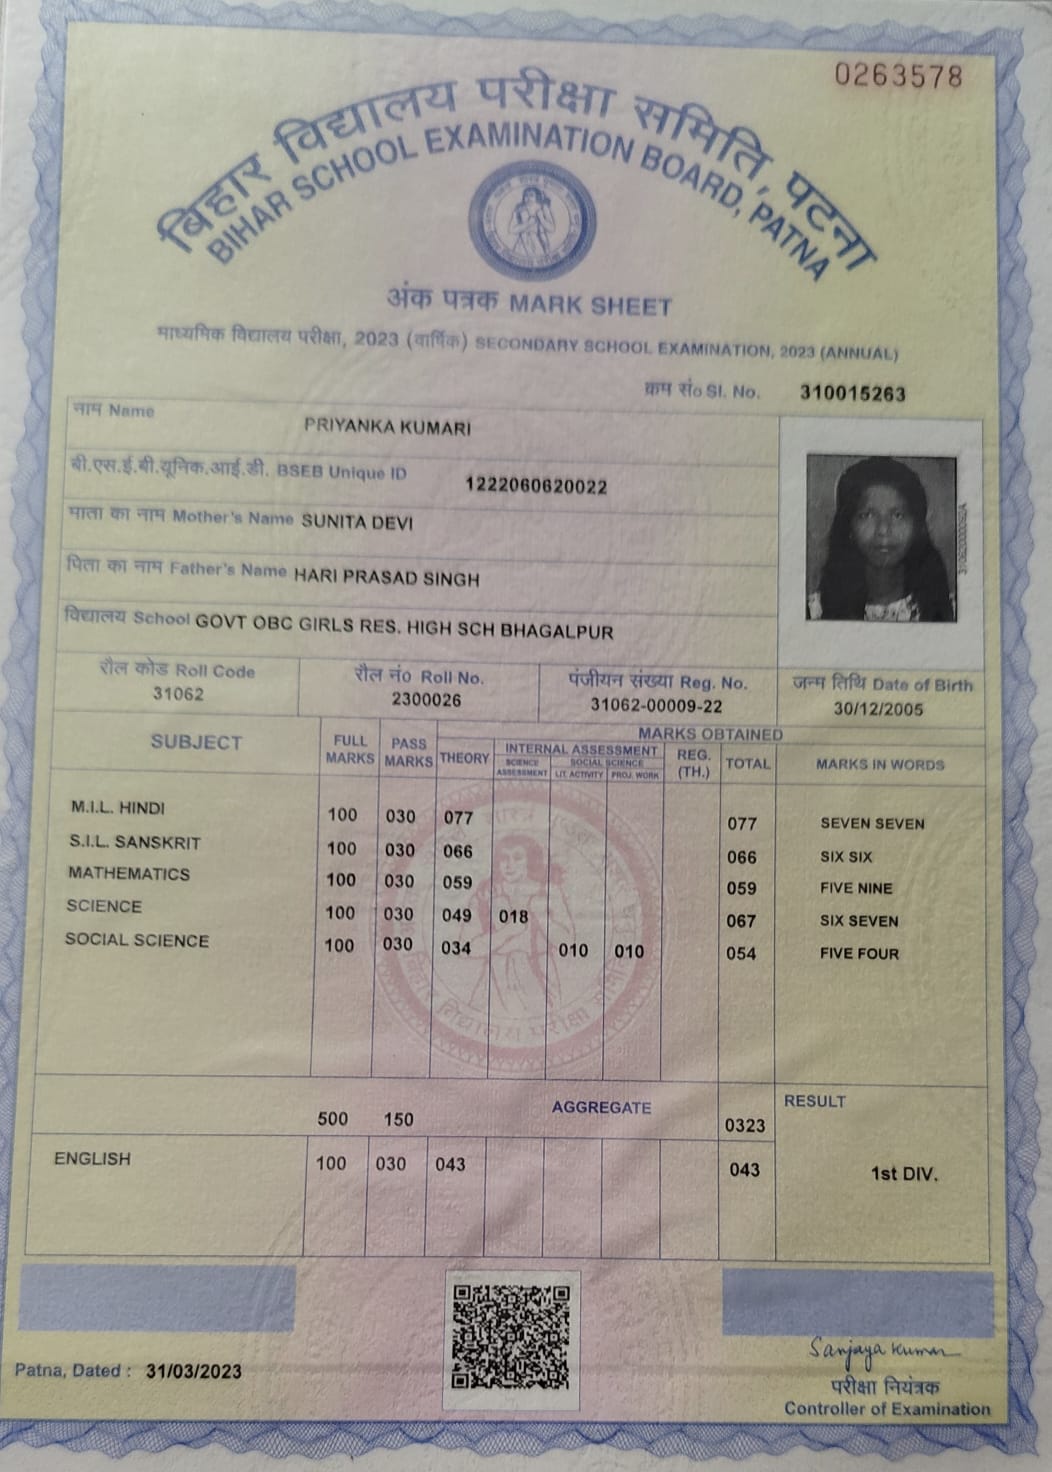 0263578
बिहार विद्यालय परीक्षा समिति, पटना
BIHAR SCHOOL EXAMINATION BOARD, PATNA
अंक पत्रक MARK SHEET
माध्यमिक विद्यालय परीक्षा, 2023 (वार्षिक) SECONDARY SCHOOL EXAMINATION, 2023 (ANNUAL)
क्रम सं० Sl. No. 310015263
नाम Name PRIYANKA KUMARI
बी.एस.ई.बी.यूनिक.आई.डी. BSEB Unique ID 1222060620022
माता का नाम Mother's Name SUNITA DEVI
पिता का नाम Father's Name HARI PRASAD SINGH
विद्यालय School GOVT OBC GIRLS RES. HIGH SCH BHAGALPUR
रौल कोड Roll Code रौल नं० Roll No. पंजीयन संख्या Reg. No. जन्म तिथि Date of Birth
31062 2300026 31062-00009-22 30/12/2005
MARKS OBTAINED
SUBJECT FULL MARKS PASS MARKS THEORY INTERNAL ASSESSMENT REG. (TH.) TOTAL MARKS IN WORDS
SCIENCE ASSESSMENT SOCIAL SCIENCE
LIT. ACTIVITY PROJ. WORK
M.I.L. HINDI 100 030 077 077 SEVEN SEVEN
S.I.L. SANSKRIT 100 030 066 066 SIX SIX
MATHEMATICS 100 030 059 059 FIVE NINE
SCIENCE 100 030 049 018 067 SIX SEVEN
SOCIAL SCIENCE 100 030 034 010 010 054 FIVE FOUR
500 150 AGGREGATE 0323 RESULT
ENGLISH 100 030 043 043 1st DIV.
Patna, Dated : 31/03/2023
Sanjaya Kumar
परीक्षा नियंत्रक
Controller of Examination